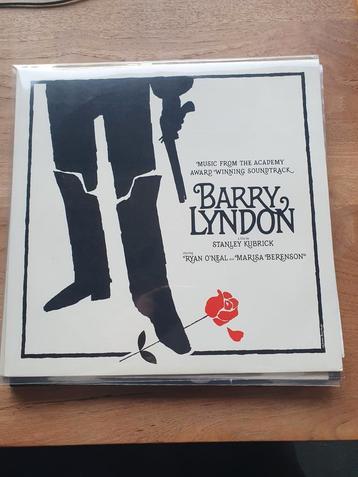 MUSIC FROM THE ACADEMY
AWARD WINNING SOUNDTRACK
BARRY
LYNDON
a film by
STANLEY KUBRICK
starring
"RYAN O'NEAL and MARISA BERENSON"